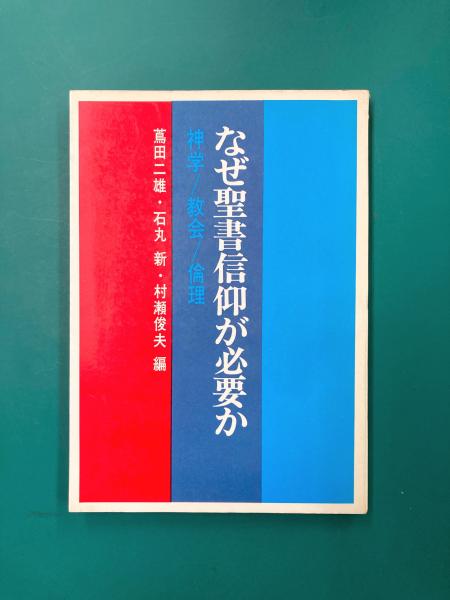 なぜ聖書信仰が必要か
神学/教会/倫理
蔦田二雄・石丸 新・村瀬俊夫 編